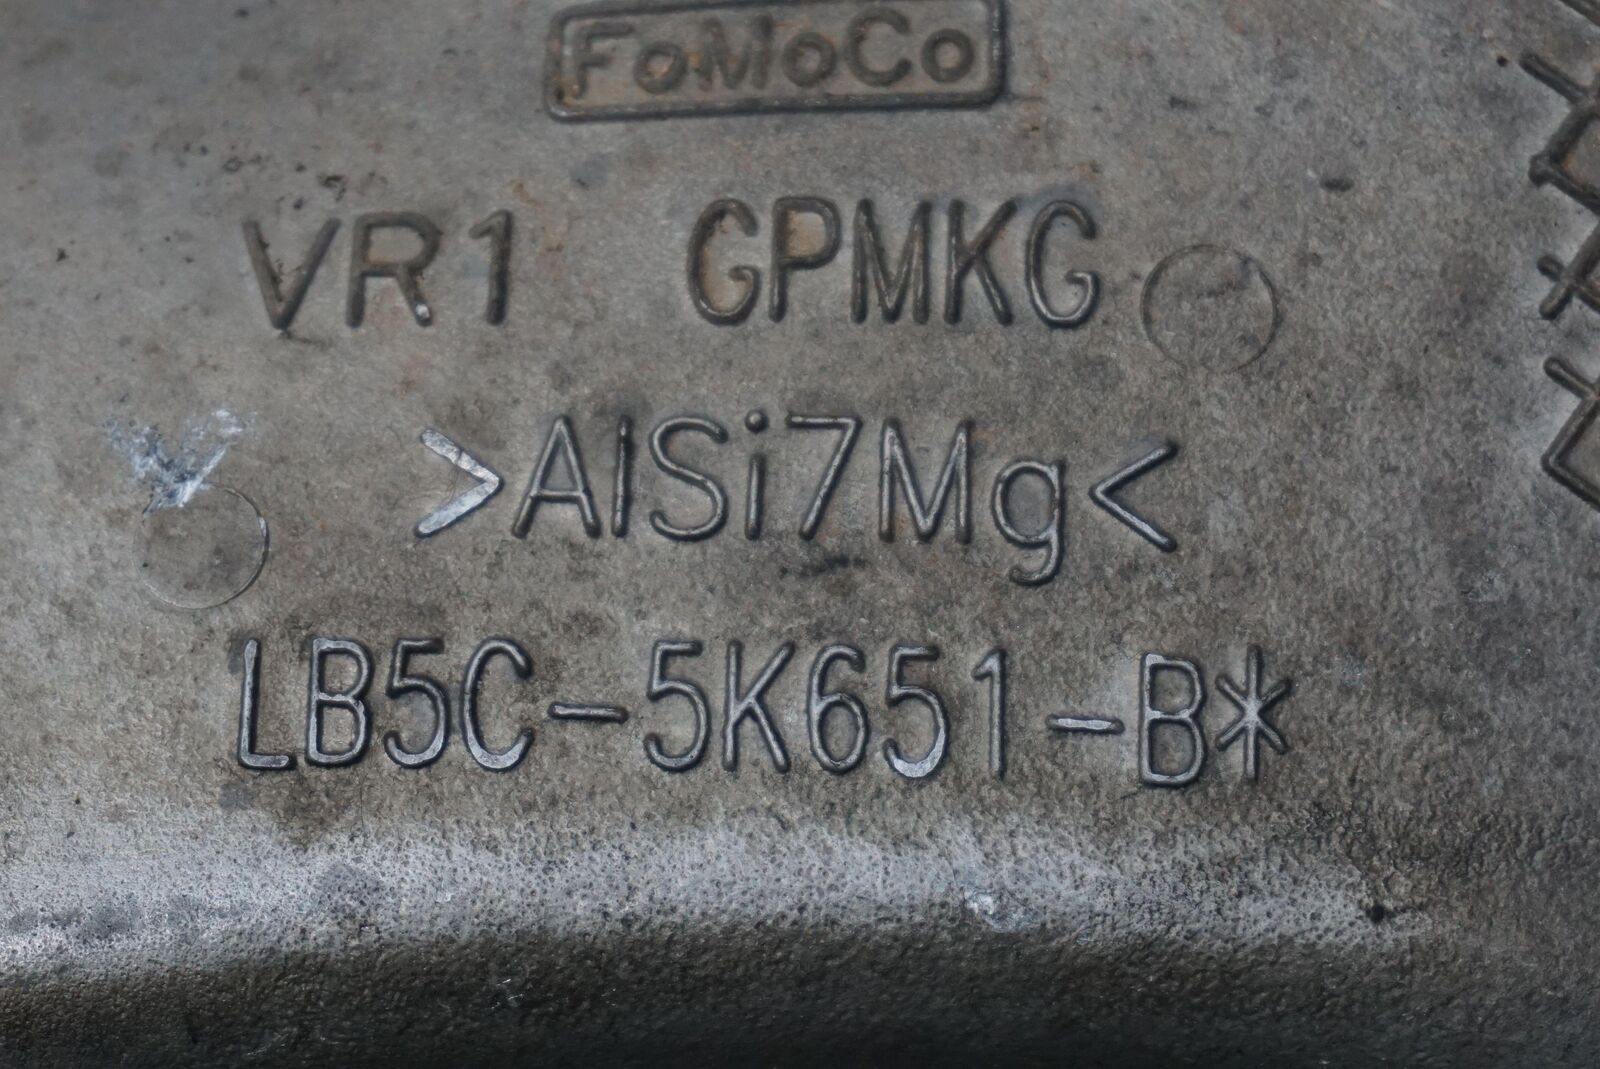 FoMoCo
VR1 GPMKG
>AlSi7Mg<
LB5C-5K651-B*